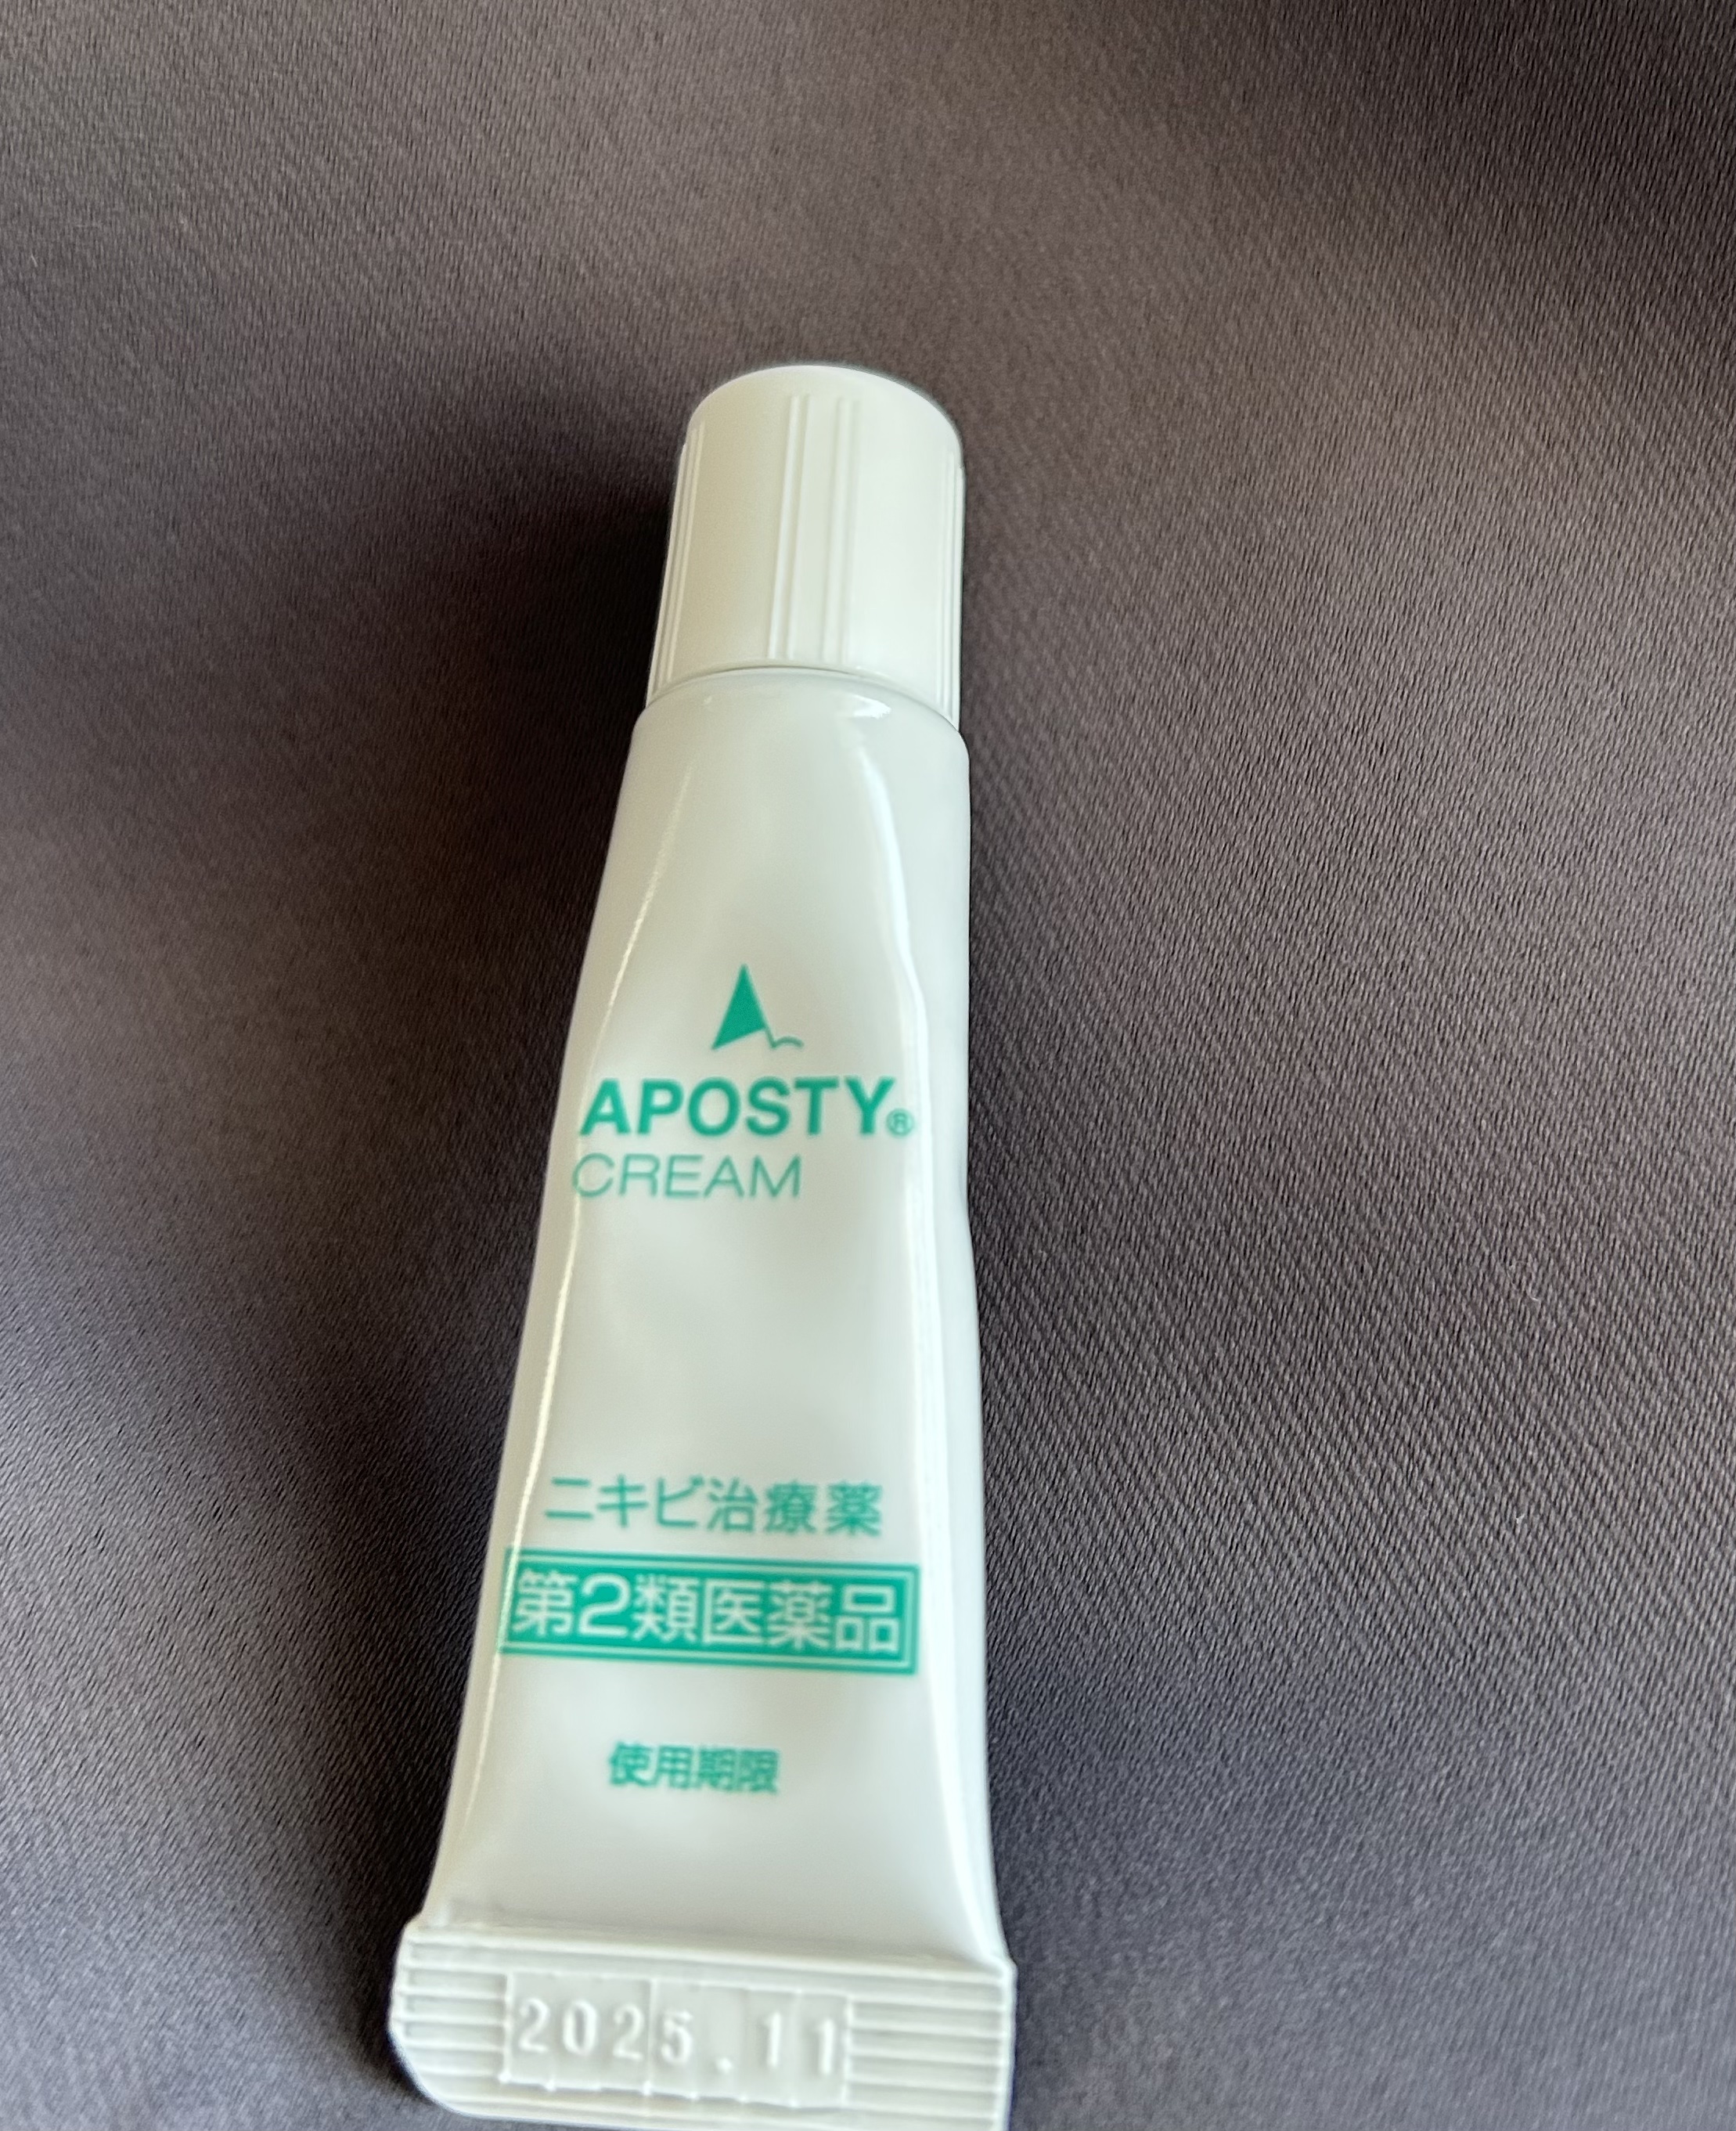 APOSTY®
CREAM
ニキビ治療薬
第2類医薬品
使用期限
2025.11